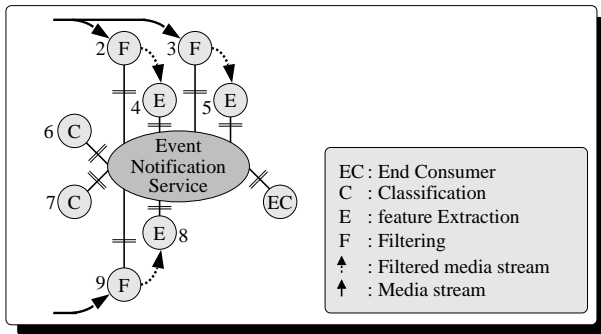 2 F
3 F
4 E
5 E
6 C
Event
Notification
Service
7 C
EC
E 8
9 F
EC : End Consumer
C : Classification
E : feature Extraction
F : Filtering
: Filtered media stream
: Media stream